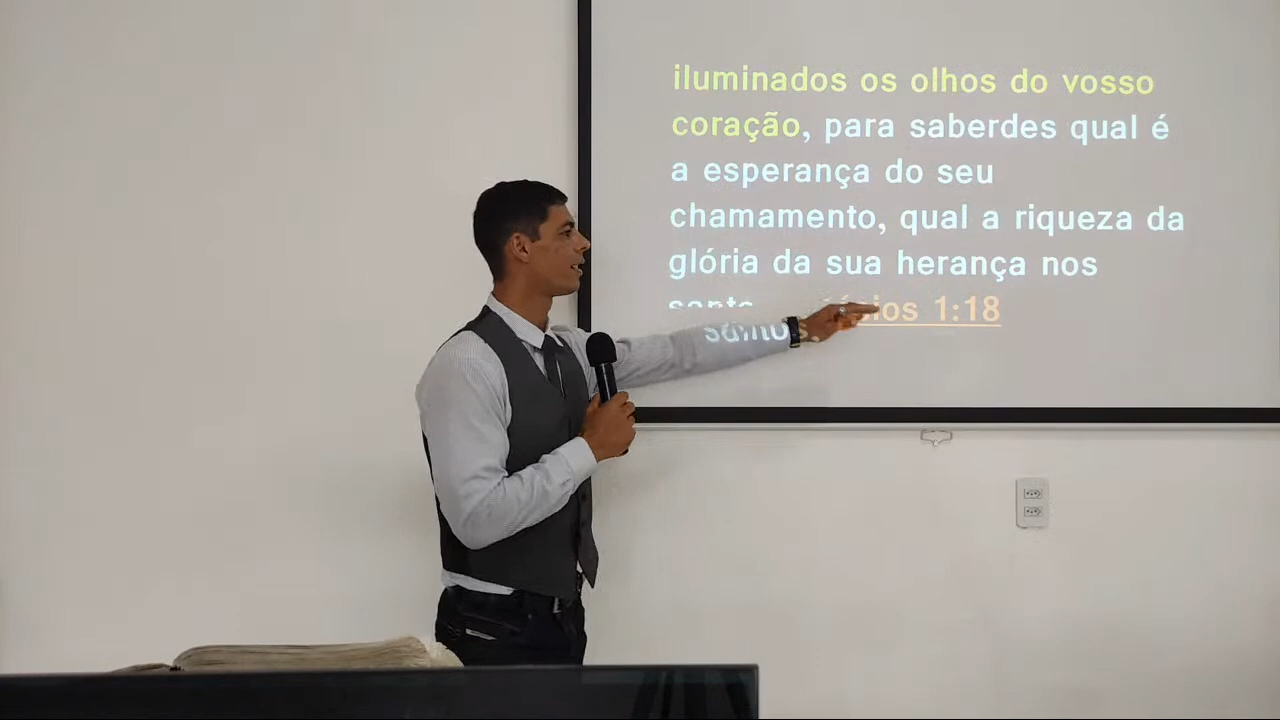 iluminados os olhos do vosso
coração, para saberdes qual é
a esperança do seu
chamamento, qual a riqueza da
glória da sua herança nos
1:18